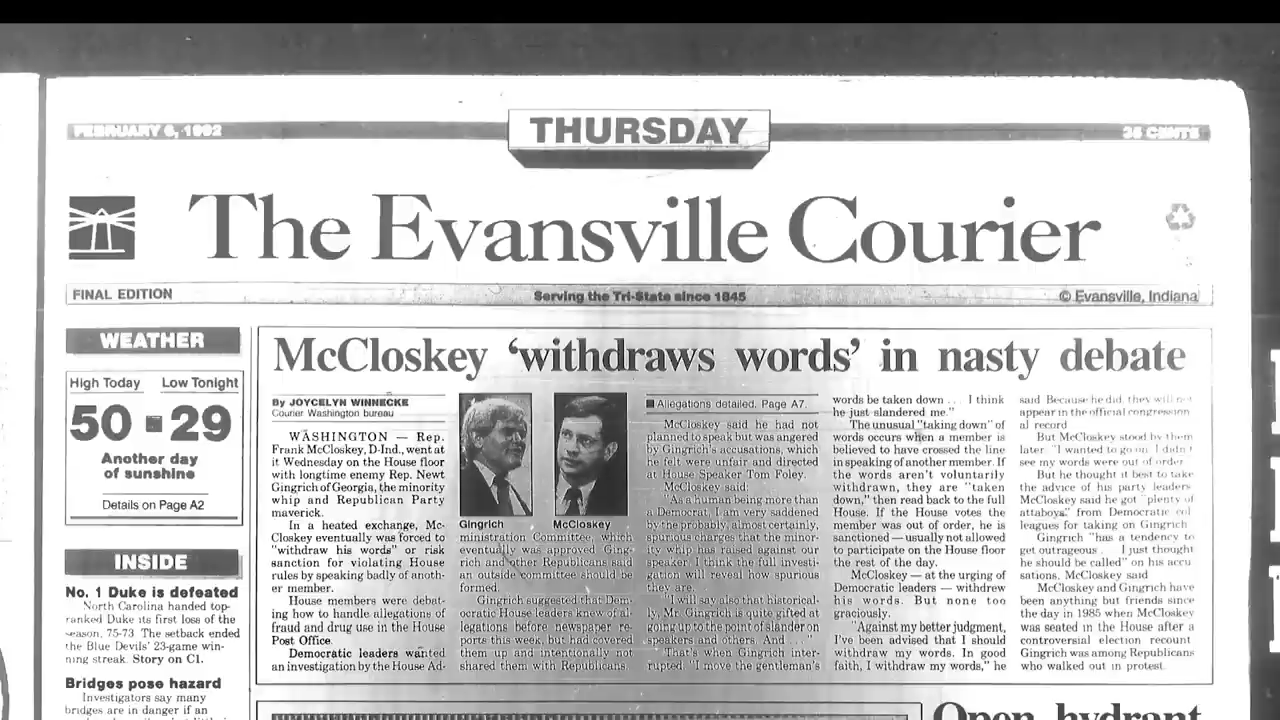 FEBRUARY 6, 1992
THURSDAY
35 CENTS
The Evansville Courier
FINAL EDITION
Serving the Tri-State since 1845
© Evansville, Indiana
WEATHER
High Today Low Tonight
50 29
Another day
of sunshine
Details on Page A2
INSIDE
No. 1 Duke is defeated
North Carolina handed top-
ranked Duke its first loss of the
season, 75-73. The setback ended
the Blue Devils' 23-game win-
ning streak. Story on C1.
Bridges pose hazard
Investigators say many
bridges are in danger if an
McCloskey ‘withdraws words’ in nasty debate
By JOYCELYN WINNECKE
Courier Washington bureau
WASHINGTON — Rep.
Frank McCloskey, D-Ind., went at
it Wednesday on the House floor
with longtime enemy Rep. Newt
Gingrich of Georgia, the minority
whip and Republican Party
maverick.
In a heated exchange, Mc-
Closkey eventually was forced to
"withdraw his words" or risk
sanction for violating House
rules by speaking badly of anoth-
er member.
House members were debat-
ing how to handle allegations of
fraud and drug use in the House
Post Office.
Democratic leaders wanted
an investigation by the House Ad-
Gingrich
McCloskey
ministration Committee, which
eventually was approved. Ging-
rich and other Republicans said
an outside committee should be
formed.
Gingrich suggested that Dem-
ocratic House leaders knew of al-
legations before newspaper re-
ports this week, but had covered
them up and intentionally not
shared them with Republicans.
Allegations detailed. Page A7.
McCloskey said he had not
planned to speak but was angered
by Gingrich's accusations, which
he felt were unfair and directed
at House Speaker Tom Foley.
McCloskey said:
"As a human being more than
a Democrat, I am very saddened
by the probably, almost certainly,
spurious charges that the minor-
ity whip has raised against our
speaker. I think the full investi-
gation will reveal how spurious
they are.
"I will say also that historical-
ly, Mr. Gingrich is quite gifted at
going up to the point of slander on
speakers and others. And ...
That's when Gingrich inter-
rupted. "I move the gentleman's
words be taken down ... I think
he just slandered me."
The unusual "taking down" of
words occurs when a member is
believed to have crossed the line
in speaking of another member. If
the words aren't voluntarily
withdrawn, they are "taken
down," then read back to the full
House. If the House votes the
member was out of order, he is
sanctioned — usually not allowed
to participate on the House floor
the rest of the day.
McCloskey — at the urging of
Democratic leaders — withdrew
his words. But none too
graciously.
"Against my better judgment,
I've been advised that I should
withdraw my words. In good
faith, I withdraw my words," he
said. Because he did, they will not
appear in the official congression
al record
But McCloskey stood by them
later. "I wanted to go on. I didn't
see my words were out of order
But he thought it best to take
the advice of his party leaders
McCloskey said he got "plenty of
attaboys" from Democratic col
leagues for taking on Gingrich
Gingrich "has a tendency to
get outrageous ... I just thought
he should be called" on his accu
sations, McCloskey said
McCloskey and Gingrich have
been anything but friends since
the day in 1985 when McCloskey
was seated in the House after a
controversial election recount
Gingrich was among Republicans
who walked out in protest.
Open hydrant